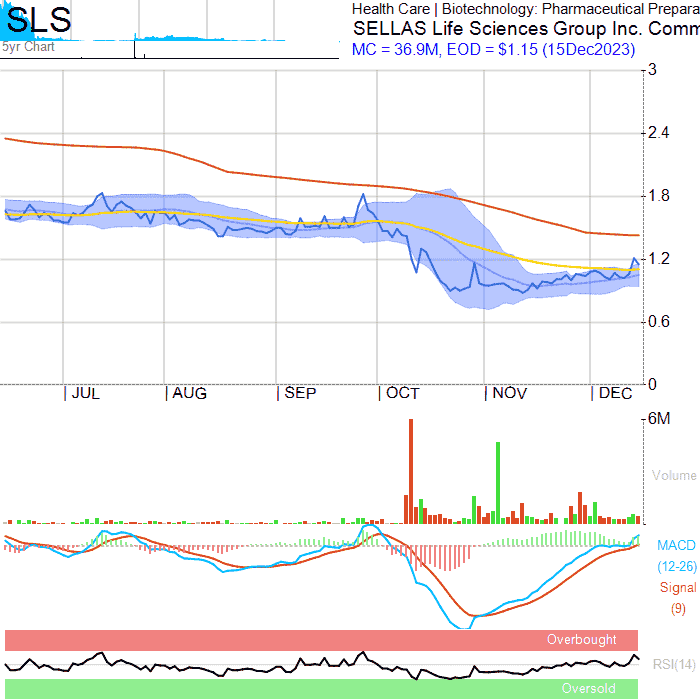 SLS
5yr Chart
Health Care | Biotechnology: Pharmaceutical Prepara
SELLAS Life Sciences Group Inc. Comm
MC = 36.9M, EOD = $1.15 (15Dec2023)
3
2.4
1.8
1.2
0.6
0
JUL AUG SEP OCT NOV DEC
6M
Volume
MACD
(12-26)
Signal
(9)
Overbought
RSI(14)
Oversold